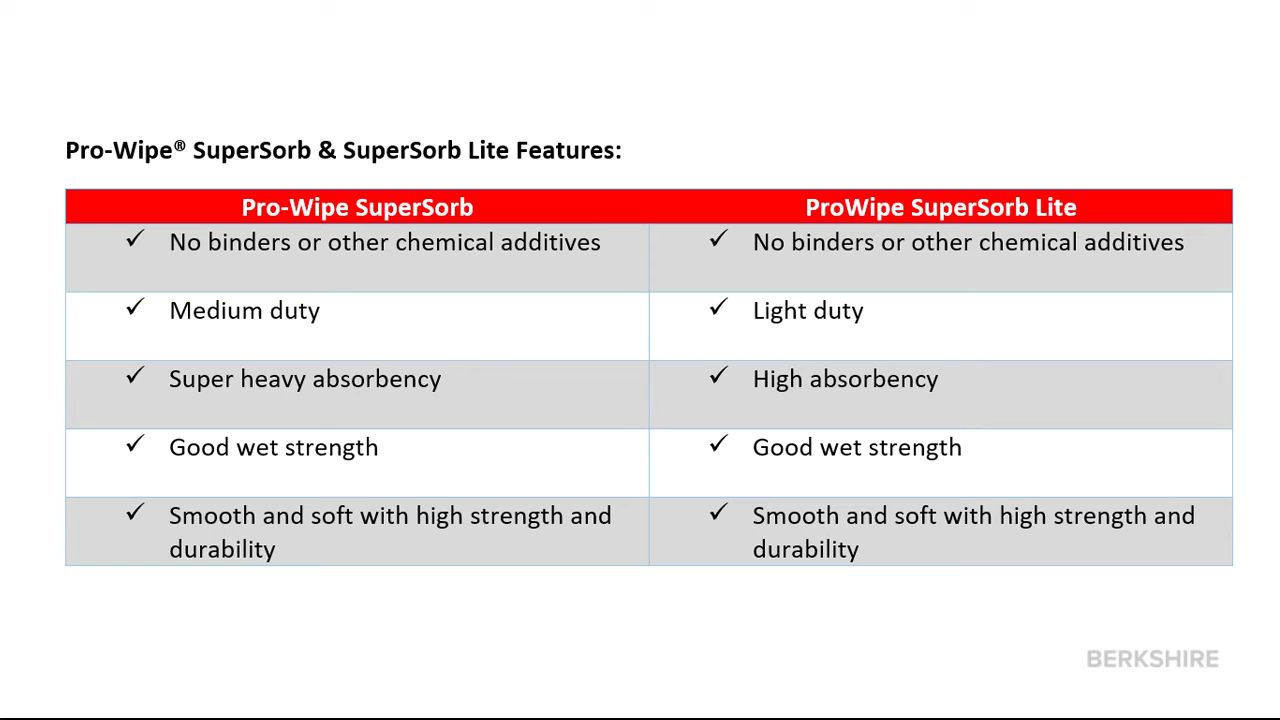 Pro-Wipe® SuperSorb & SuperSorb Lite Features:
Pro-Wipe SuperSorb
ProWipe SuperSorb Lite
✓ No binders or other chemical additives
✓ No binders or other chemical additives
✓ Medium duty
✓ Light duty
✓ Super heavy absorbency
✓ High absorbency
✓ Good wet strength
✓ Good wet strength
✓ Smooth and soft with high strength and
durability
✓ Smooth and soft with high strength and
durability
BERKSHIRE